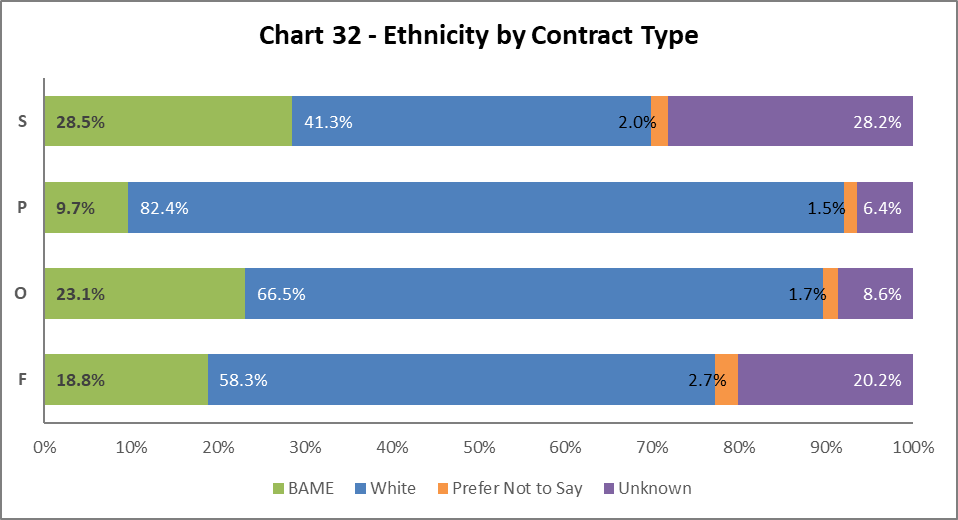 Chart 32 - Ethnicity by Contract Type
S 28.5% 41.3% 2.0% 28.2%
P 9.7% 82.4% 1.5% 6.4%
O 23.1% 66.5% 1.7% 8.6%
F 18.8% 58.3% 2.7% 20.2%
0% 10% 20% 30% 40% 50% 60% 70% 80% 90% 100%
BAME White Prefer Not to Say Unknown